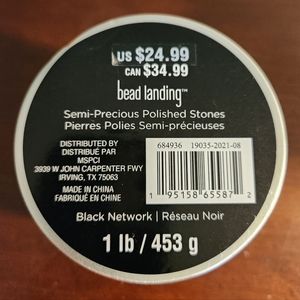 US $24.99
CAN $34.99
bead landing™
Semi-Precious Polished Stones
Pierres Polies Semi-précieuses
DISTRIBUTED BY
DISTRIBUÉ PAR
MSPCI
3939 W JOHN CARPENTER FWY
IRVING, TX 75063
MADE IN CHINA
FABRIQUÉ EN CHINE
684936 19035-2021-08
1 95158 65587 2
Black Network | Réseau Noir
1 lb / 453 g